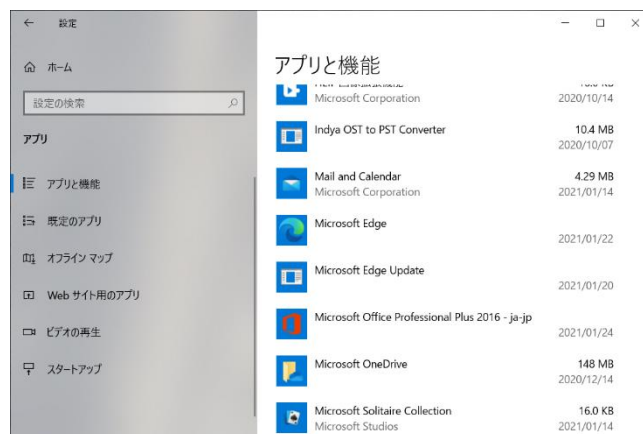 設定
ホーム
設定の検索
アプリ
アプリと機能
既定のアプリ
オフライン マップ
Web サイト用のアプリ
ビデオの再生
スタートアップ
アプリと機能
Microsoft Corporation
2020/10/14
Indya OST to PST Converter
10.4 MB
2020/10/07
Mail and Calendar
4.29 MB
Microsoft Corporation
2021/01/14
Microsoft Edge
2021/01/22
Microsoft Edge Update
2021/01/20
Microsoft Office Professional Plus 2016 - ja-jp
2021/01/24
Microsoft OneDrive
148 MB
2020/12/14
Microsoft Solitaire Collection
16.0 KB
Microsoft Studios
2021/01/14